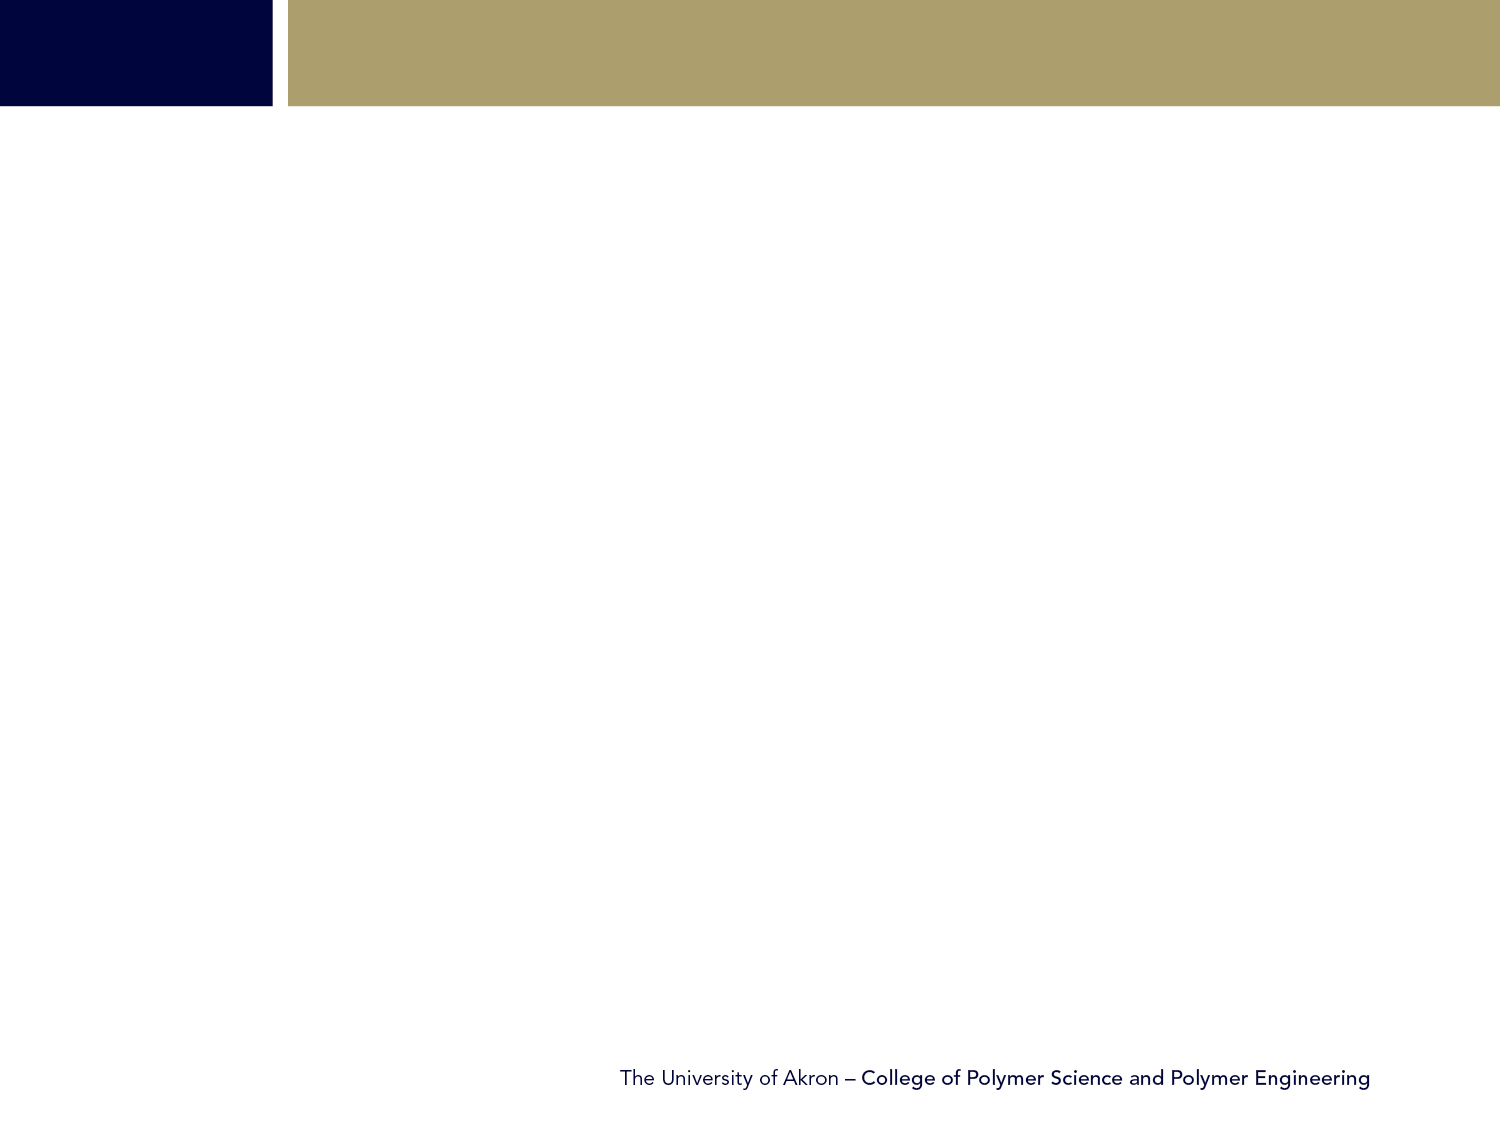 The University of Akron – College of Polymer Science and Polymer Engineering